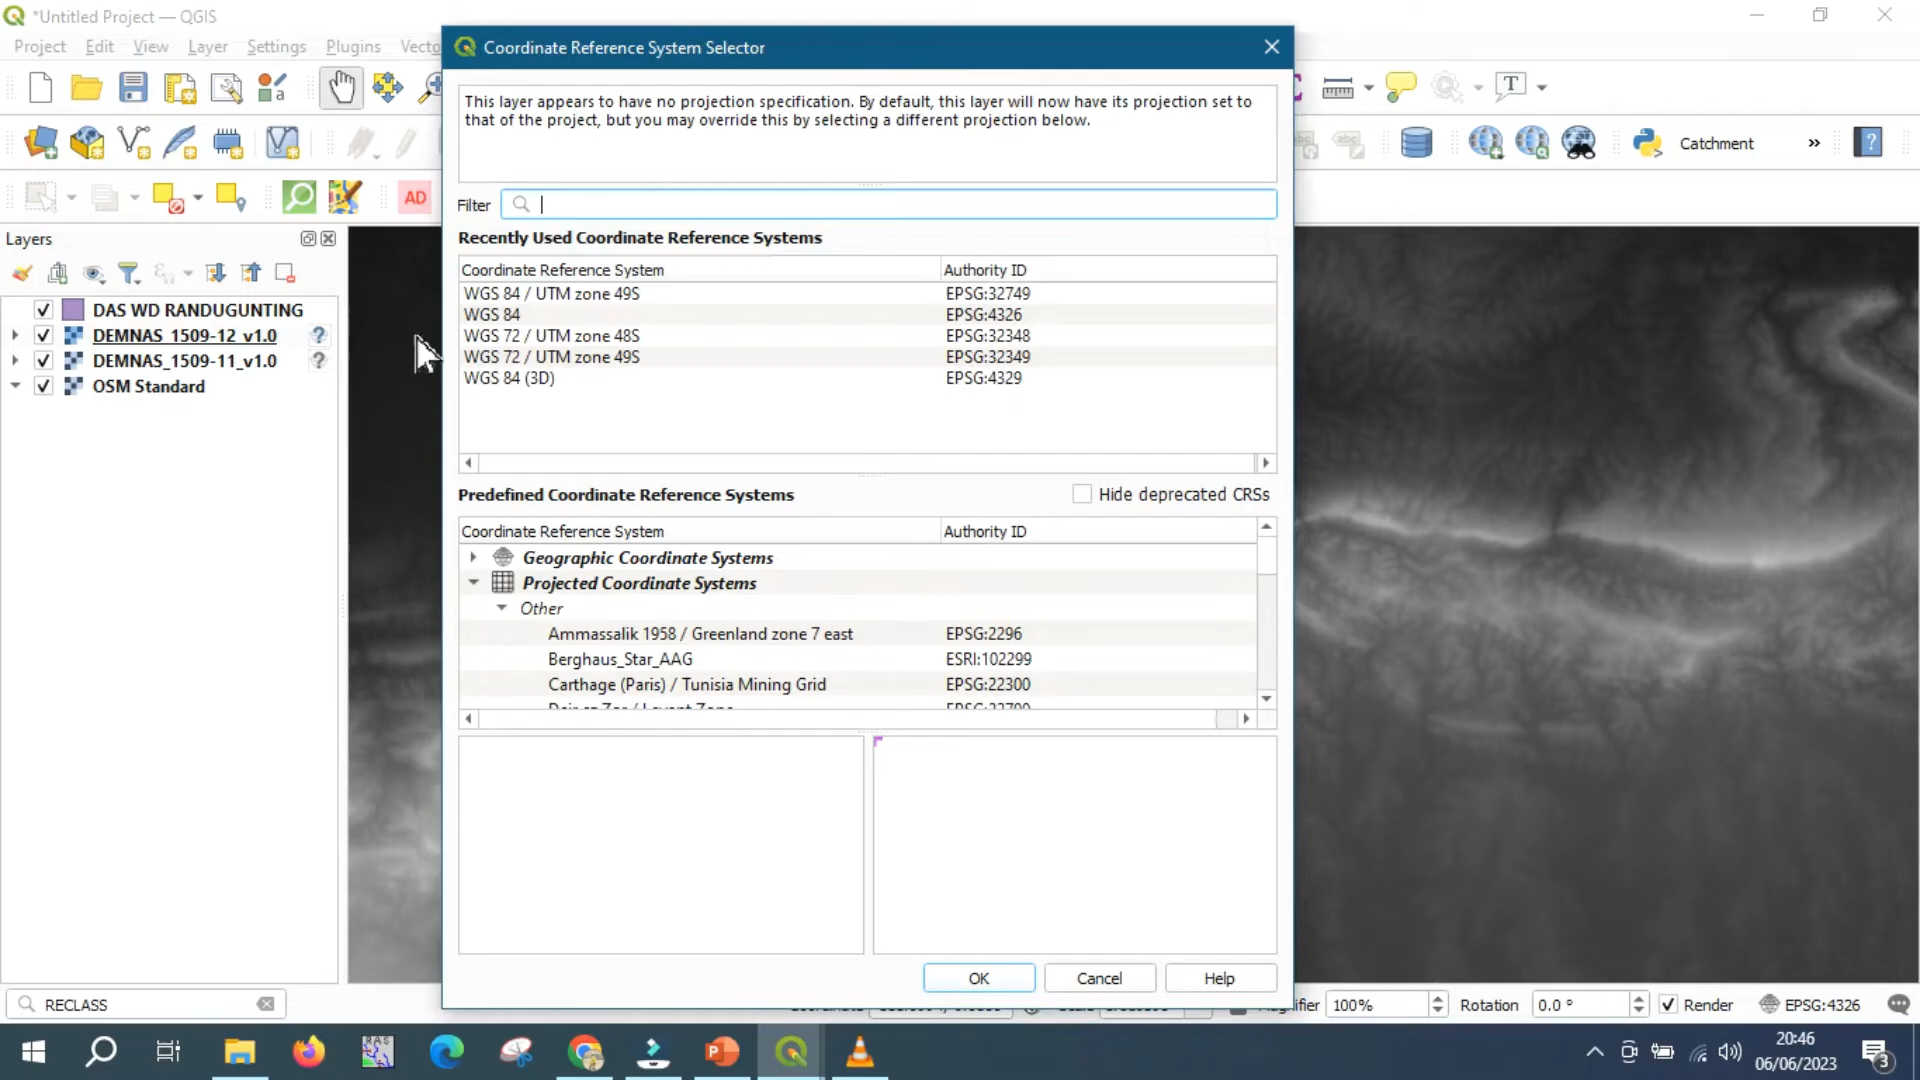 *Untitled Project — QGIS
Project Edit View Layer Settings Plugins Vecto
Coordinate Reference System Selector
This layer appears to have no projection specification. By default, this layer will now have its projection set to
that of the project, but you may override this by selecting a different projection below.
Filter
Recently Used Coordinate Reference Systems
Coordinate Reference System Authority ID
WGS 84 / UTM zone 49S EPSG:32749
WGS 84 EPSG:4326
WGS 72 / UTM zone 48S EPSG:32348
WGS 72 / UTM zone 49S EPSG:32349
WGS 84 (3D) EPSG:4329
Predefined Coordinate Reference Systems Hide deprecated CRSs
Coordinate Reference System Authority ID
Geographic Coordinate Systems
Projected Coordinate Systems
Other
Ammassalik 1958 / Greenland zone 7 east EPSG:2296
Berghaus_Star_AAG ESRI:102299
Carthage (Paris) / Tunisia Mining Grid EPSG:22300
OK Cancel Help
Catchment »
AD
Layers
DAS WD RANDUGUNTING
DEMNAS_1509-12_v1.0
DEMNAS_1509-11_v1.0
OSM Standard
RECLASS
100% Rotation 0.0 ° Render EPSG:4326
20:46
06/06/2023
3